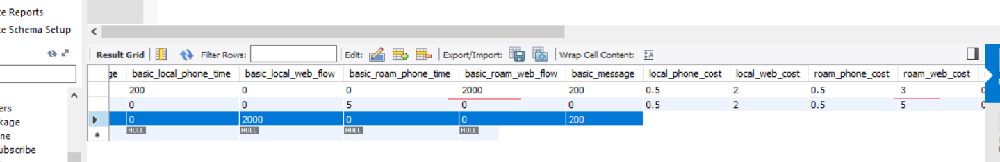 te Reports
te Schema Setup
Result Grid Filter Rows: Edit: Export/Import: Wrap Cell Content: IA
ge basic_local_phone_time basic_local_web_flow basic_roam_phone_time basic_roam_web_flow basic_message local_phone_cost local_web_cost roam_phone_cost roam_web_cost
200 0 0 2000 200 0.5 2 0.5 3 0
ers 0 0 5 0 0 0.5 2 0.5 5 0
kage 0 2000 0 0 200
ne NULL NULL NULL NULL
ubscribe